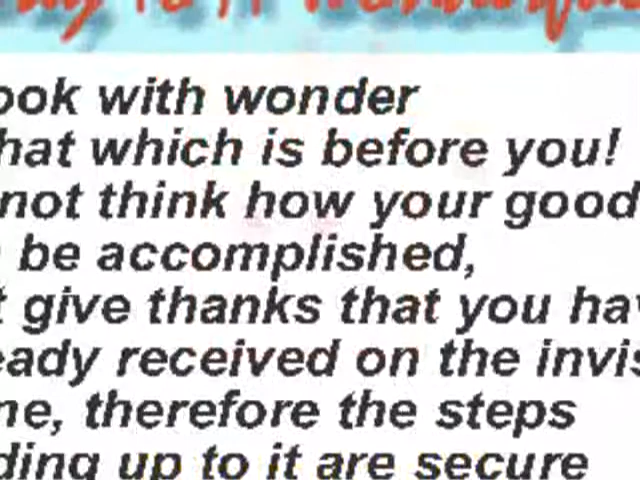 ook with wonder
hat which is before you!
not think how your good
be accomplished,
t give thanks that you hav
eady received on the invis
ne, therefore the steps
ding up to it are secure